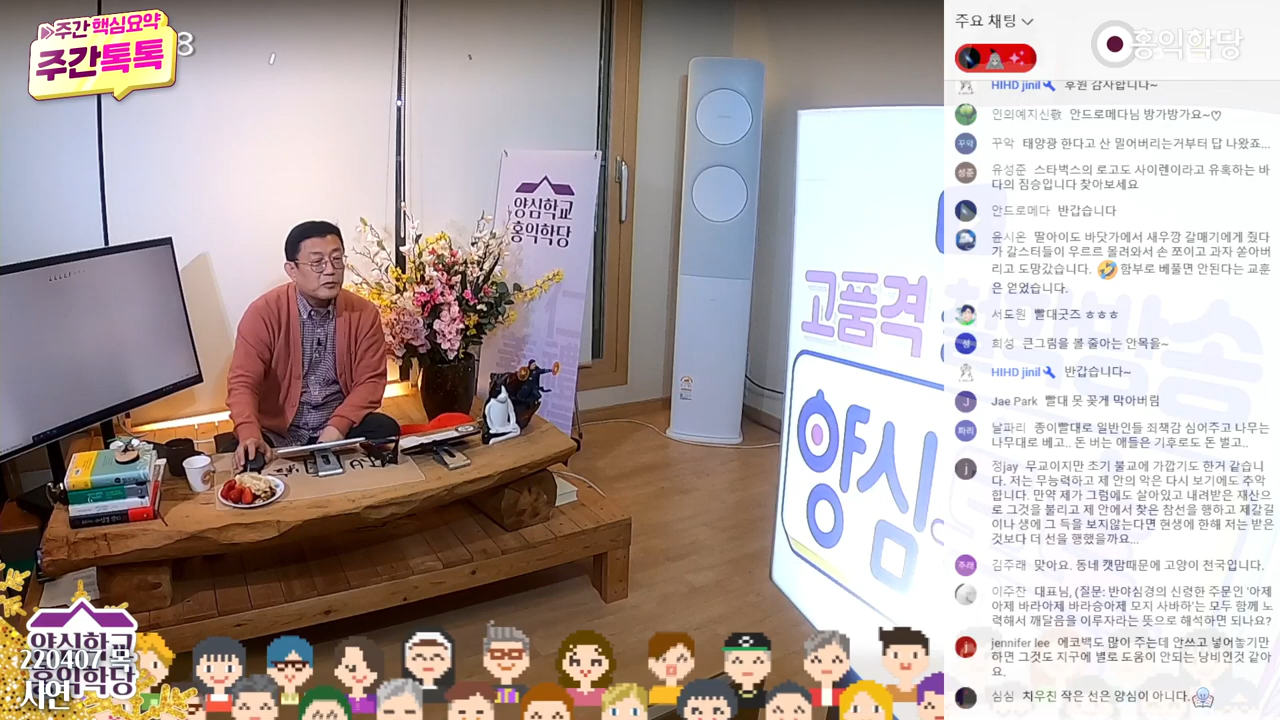 주간 핵심요약
주간톡톡
8
양심학교
홍익학당
고품격
양심
양심학교
홍익학당
220407 목
시연
주요 채팅
홍익학당
HIHD jinil 후원 감사합니다~
인의예지신敬 안드로메다님 방가방가요~♡
꾸악 태양광 한다고 산 밀어버리는거부터 답 나왔죠...
유성준 스타벅스의 로고도 사이렌이라고 유혹하는 바
다의 짐승입니다 찾아보세요
안드로메다 반갑습니다
윤시온 딸아이도 바닷가에서 새우깡 갈매기에게 줬다
가 갈스터들이 우르르 몰려와서 손 쪼이고 과자 쏟아버
리고 도망갔습니다. 🤣 함부로 베풀면 안된다는 교훈
은 얻었습니다.
서도원 빨대굿즈 ㅎㅎㅎ
희성 큰그림을 볼 줄아는 안목을~
HIHD jinil 반갑습니다~
Jae Park 빨대 못 꽂게 막아버림
날파리 종이빨대로 일반인들 죄책감 심어주고 나무는
나무대로 베고.. 돈 버는 애들은 기후로도 돈 벌고..
정jay 무교이지만 초기 불교에 가깝기도 한거 같습니
다. 저는 무능력하고 제 안의 악은 다시 보기에도 추악
합니다. 만약 제가 그럼에도 살아있고 내려받은 재산으
로 그것을 불리고 제 안에서 찾은 참선을 행하고 제갈길
이나 생에 그 득을 보지않는다면 현생에 한해 저는 받은
것보다 더 선을 행했을까요...
김주래 맞아요. 동네 캣맘때문에 고양이 천국입니다.
이주찬 대표님, (질문: 반야심경의 신령한 주문인 '아제
아제 바라아제 바라승아제 모지 사바하'는 모두 함께 노
력해서 깨달음을 이루자라는 뜻으로 해석하면 되나요?
jennifer lee 에코백도 많이 주는데 안쓰고 넣어놓기만
하면 그것도 지구에 별로 도움이 안되는 낭비인것 같아
요.
심심 치우친 작은 선은 양심이 아니다.